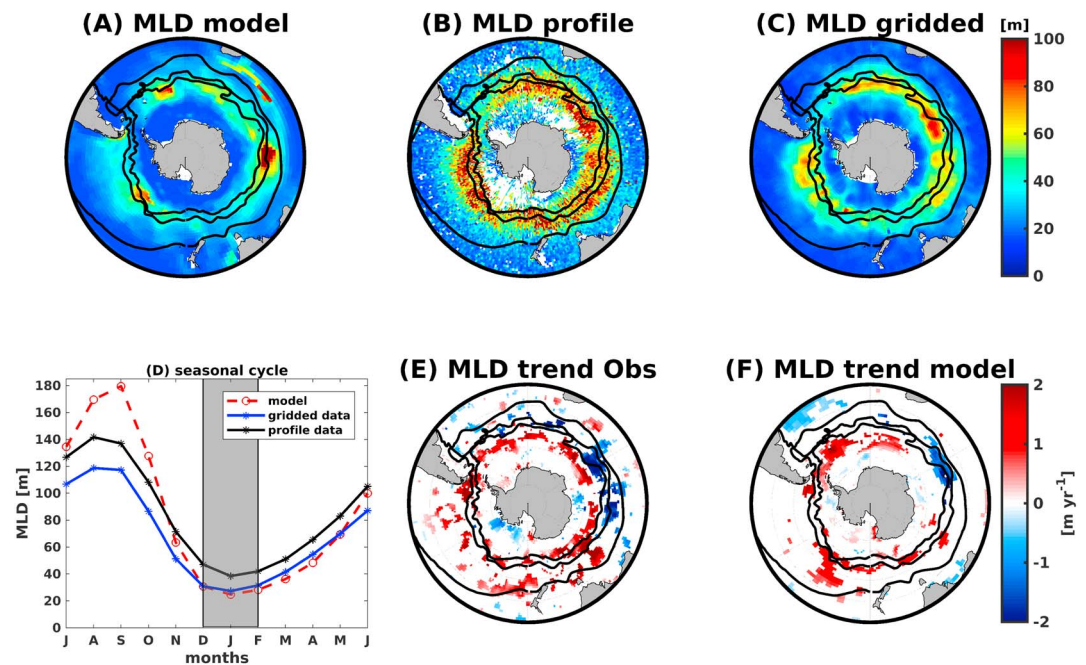 (A) MLD model
(B) MLD profile
(C) MLD gridded
[m]
100
80
60
40
20
0
(D) seasonal cycle
180
160
140
120
100
80
60
40
20
0
MLD [m]
model
gridded data
profile data
J A S O N D J F M A M J
months
(E) MLD trend Obs
(F) MLD trend model
2
1
0
-1
-2
[m yr-1]